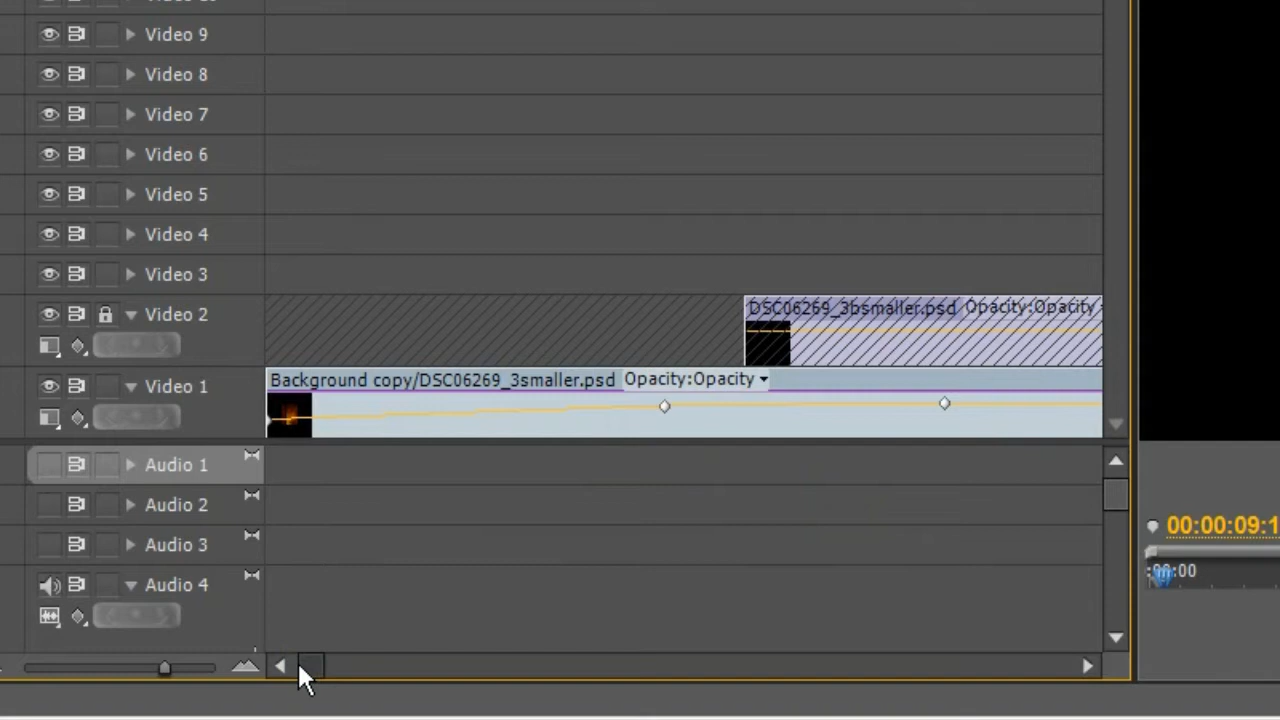 Video 9
Video 8
Video 7
Video 6
Video 5
Video 4
Video 3
Video 2
DSC06269_3bsmaller.psd Opacity:Opacity
Background copy/DSC06269_3smaller.psd Opacity:Opacity
Video 1
Audio 1
Audio 2
Audio 3
00:00:09:1
:00:00
Audio 4